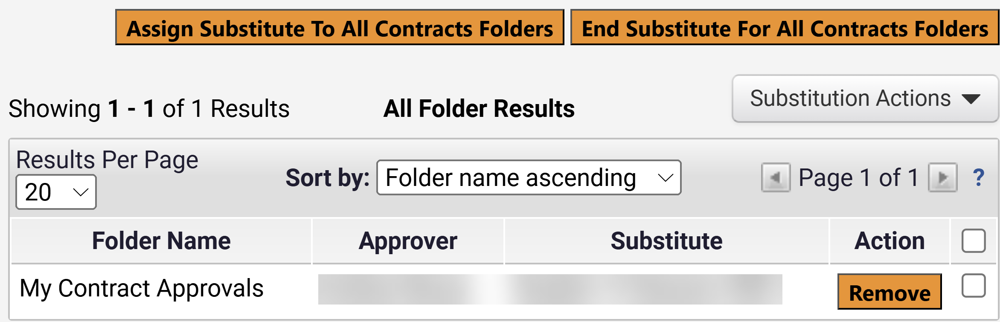 Assign Substitute To All Contracts Folders End Substitute For All Contracts Folders
Showing 1 - 1 of 1 Results All Folder Results Substitution Actions
Results Per Page
20 Sort by: Folder name ascending Page 1 of 1 ?
Folder Name Approver Substitute Action
My Contract Approvals Remove